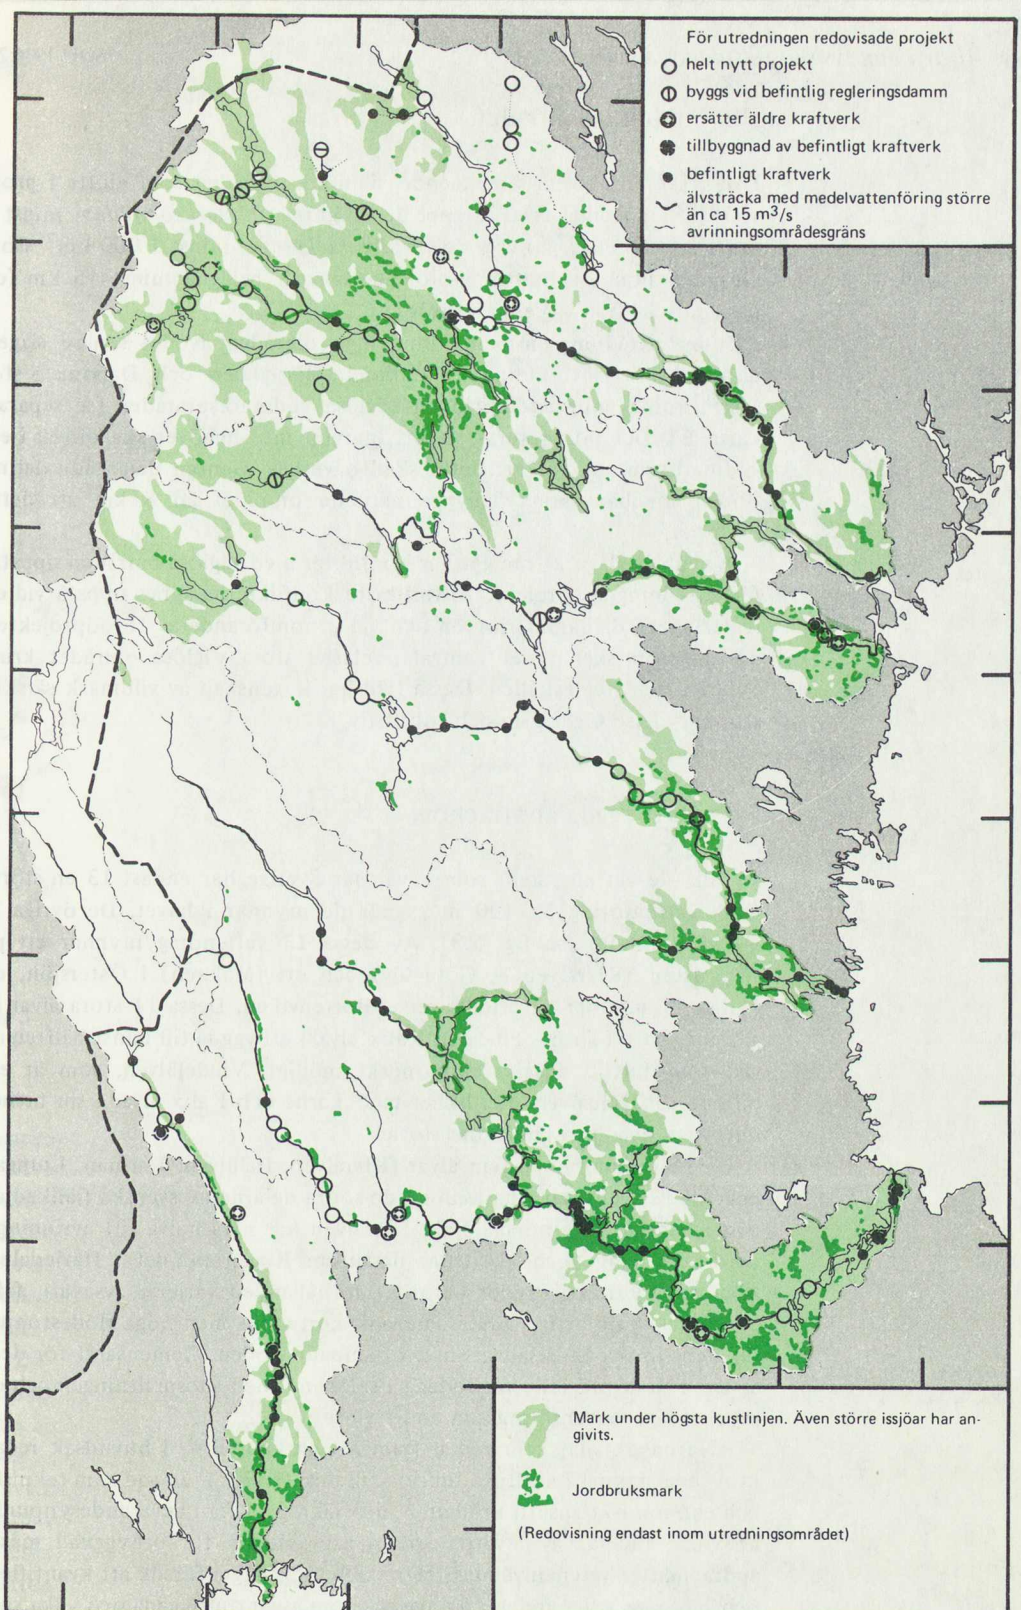 För utredningen redovisade projekt
helt nytt projekt
byggs vid befintlig regleringsdamm
ersätter äldre kraftverk
tillbyggnad av befintligt kraftverk
befintligt kraftverk
älvsträcka med medelvattenföring större
än ca 15 m³/s
avrinningsområdesgräns
Mark under högsta kustlinjen. Även större issjöar har an-
givits.
Jordbruksmark
(Redovisning endast inom utredningsområdet)